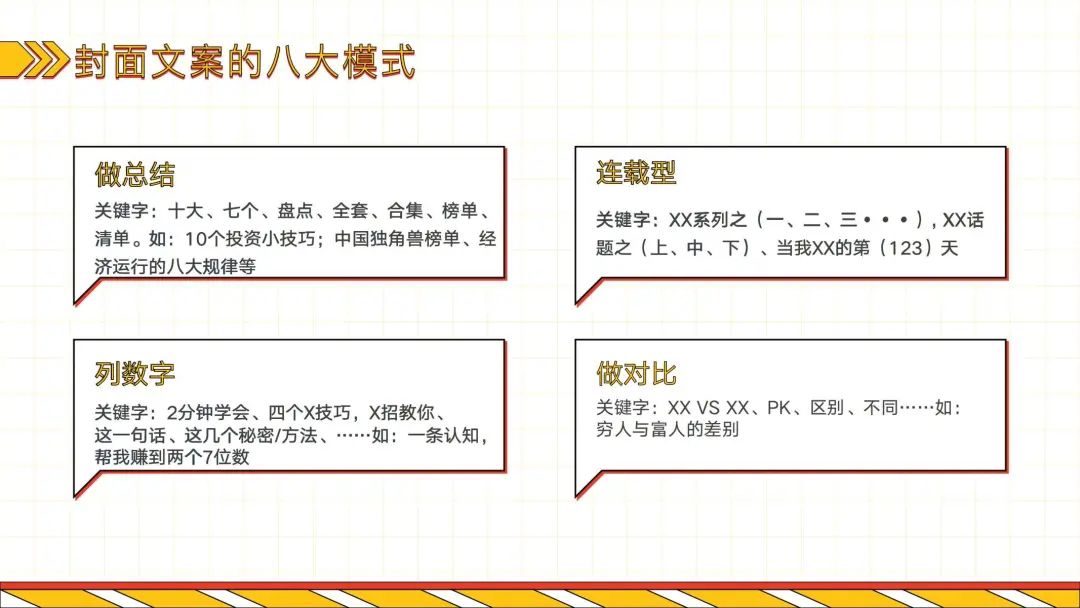 封面文案的八大模式
做总结
关键字：十大、七个、盘点、全套、合集、榜单、
清单。如：10个投资小技巧；中国独角兽榜单、经
济运行的八大规律等
连载型
关键字：XX系列之（一、二、三•••），XX话
题之（上、中、下）、当我XX的第（123）天
列数字
关键字：2分钟学会、四个X技巧，X招教你、
这一句话、这几个秘密/方法、……如：一条认知，
帮我赚到两个7位数
做对比
关键字：XX VS XX、PK、区别、不同……如：
穷人与富人的差别